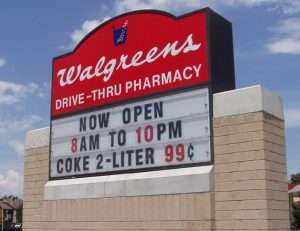 Walgreens
DRIVE-THRU PHARMACY
NOW OPEN
8AM TO 10PM
COKE 2-LITER 99¢